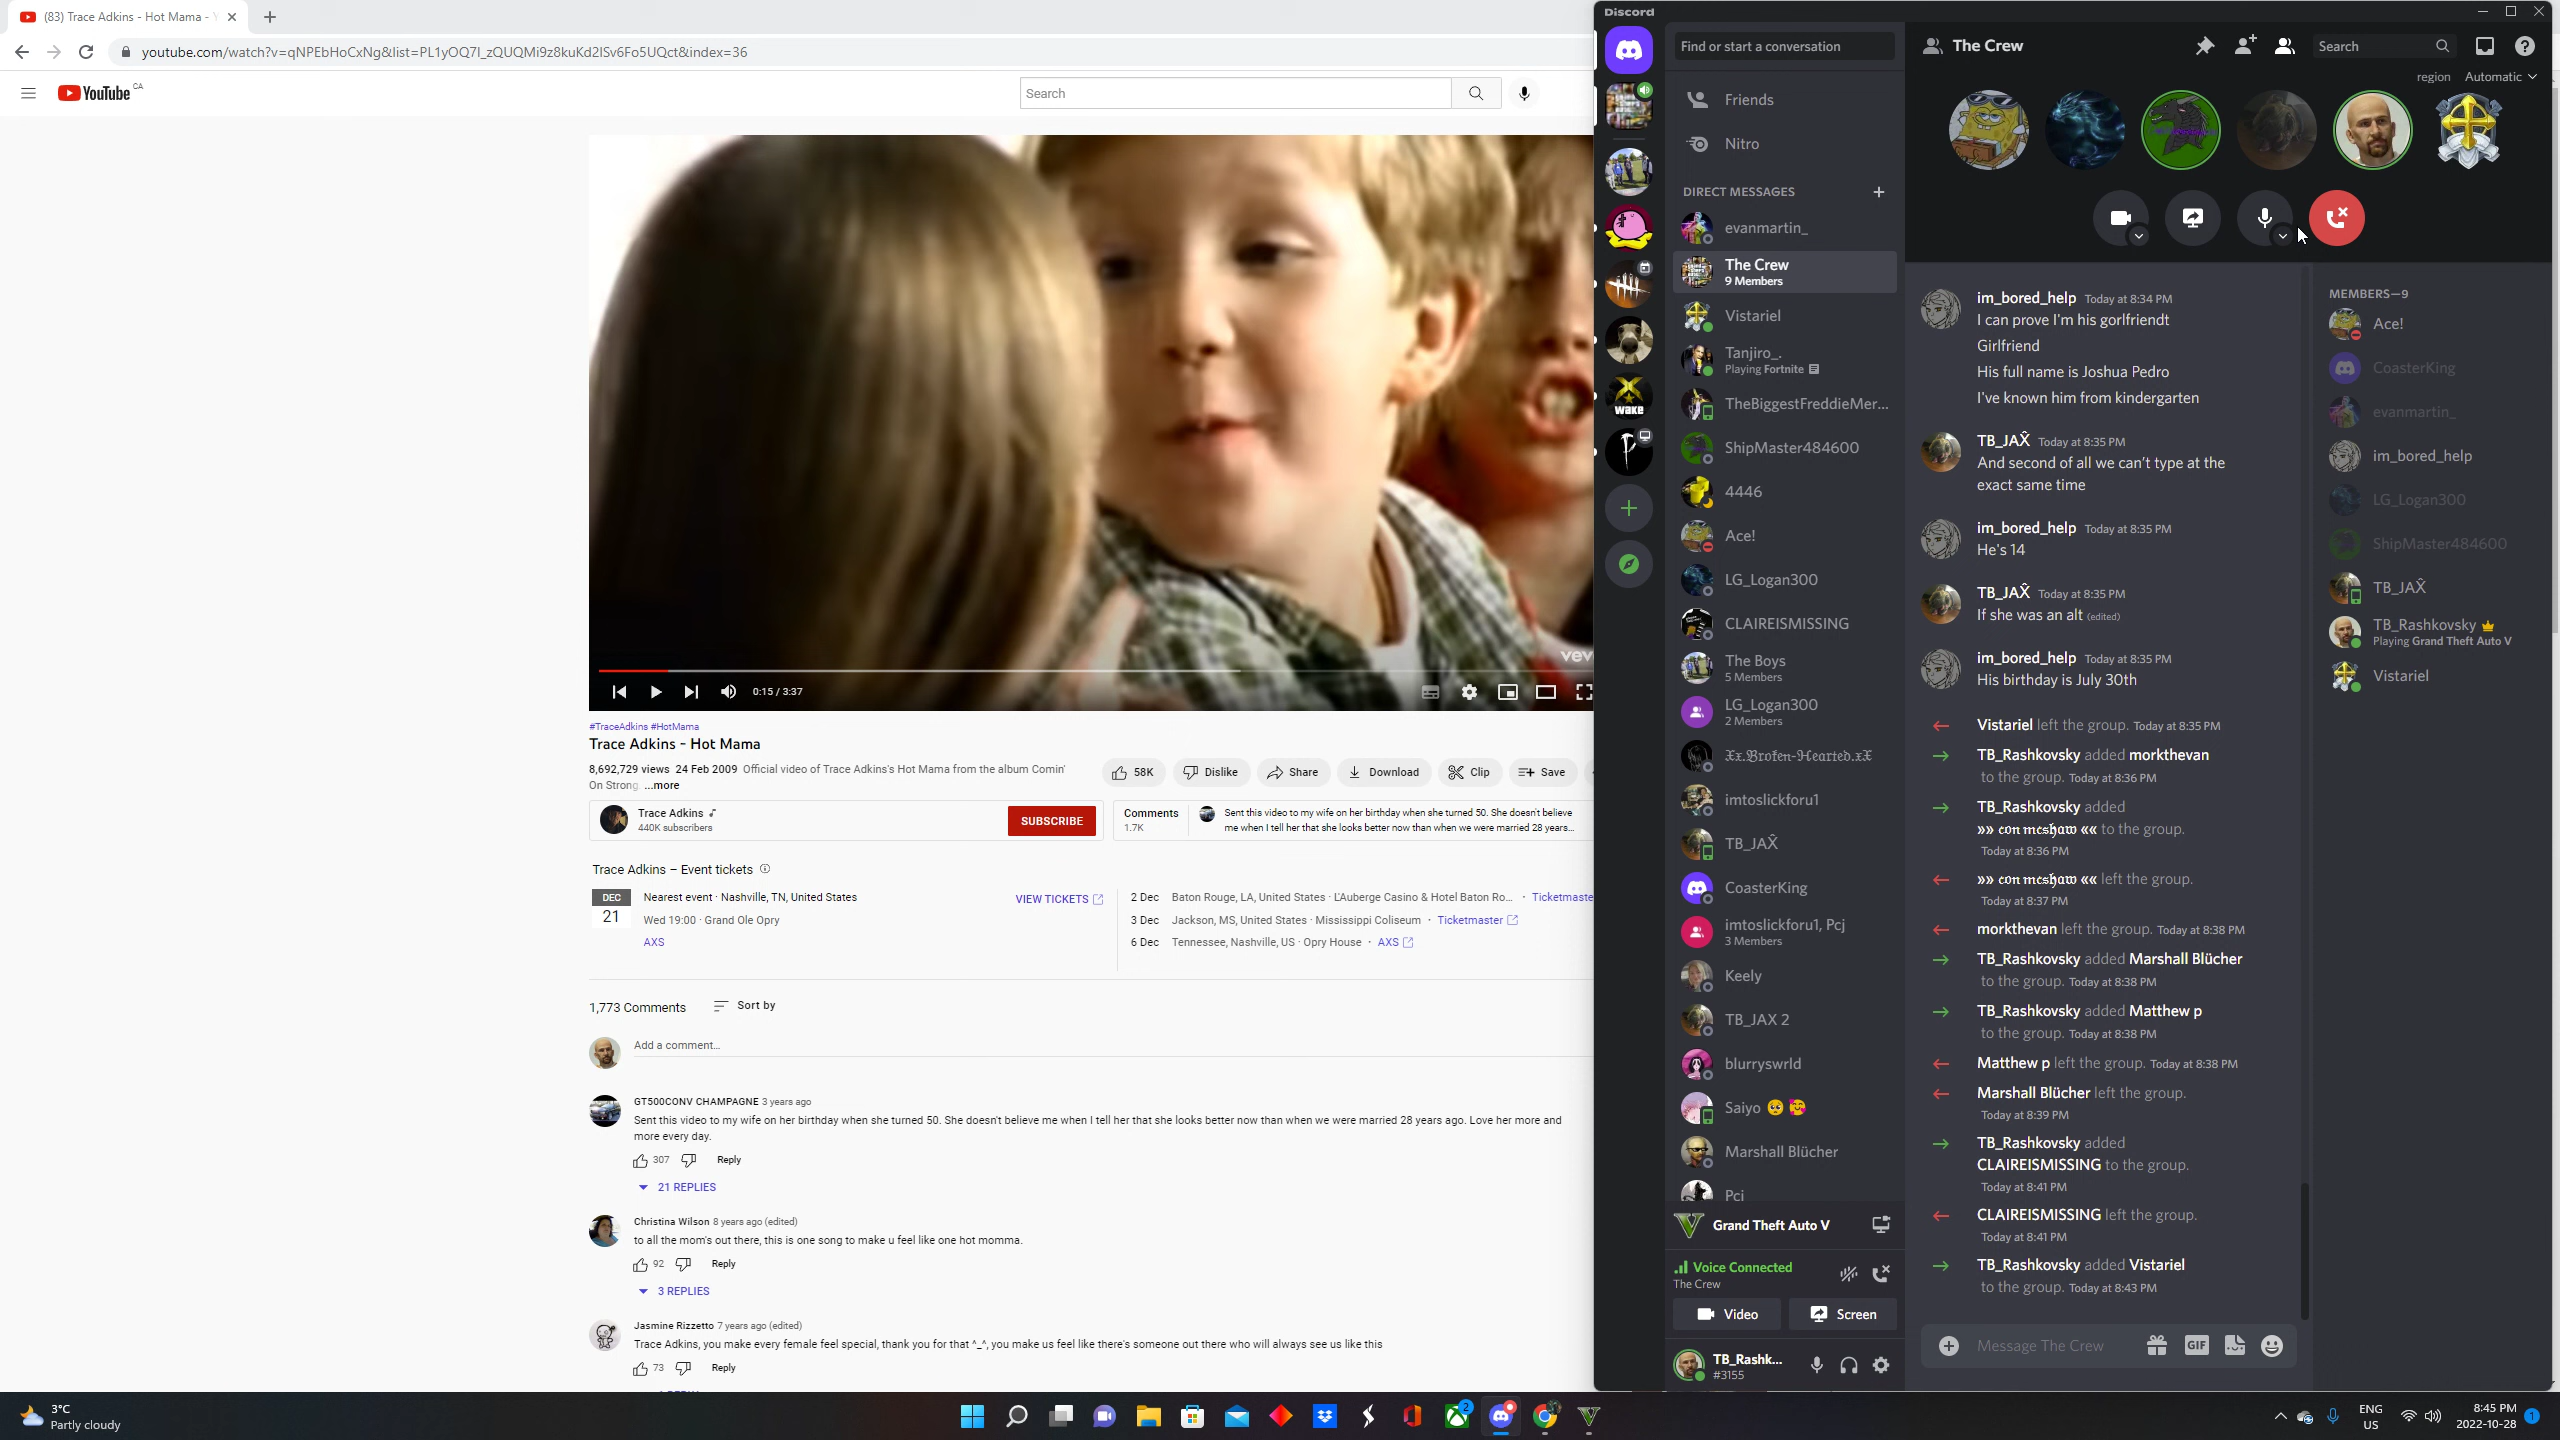 (83) Trace Adkins - Hot Mama -
youtube.com/watch?v=qNPEbHoCxNg&list=PL1yOQ7I_zQUQMi9z8kuKd2ISv6Fo5UQct&index=36
YouTube CA
Search
vev
0:15 / 3:37
#TraceAdkins #HotMama
Trace Adkins - Hot Mama
8,692,729 views 24 Feb 2009 Official video of Trace Adkins's Hot Mama from the album Comin'
On Strong. ...more
58K
Dislike
Share
Download
Clip
Save
Trace Adkins
440K subscribers
SUBSCRIBE
Comments
1.7K
Sent this video to my wife on her birthday when she turned 50. She doesn't believe
me when I tell her that she looks better now than when we were married 28 years...
Trace Adkins – Event tickets
DEC
21
Nearest event · Nashville, TN, United States
Wed 19:00 · Grand Ole Opry
AXS
VIEW TICKETS
2 Dec Baton Rouge, LA, United States · L'Auberge Casino & Hotel Baton Ro... · Ticketmaste
3 Dec Jackson, MS, United States · Mississippi Coliseum · Ticketmaster
6 Dec Tennessee, Nashville, US · Opry House · AXS
1,773 Comments
Sort by
Add a comment...
GT500CONV CHAMPAGNE 3 years ago
Sent this video to my wife on her birthday when she turned 50. She doesn't believe me when I tell her that she looks better now than when we were married 28 years ago. Love her more and
more every day.
307 Reply
21 REPLIES
Christina Wilson 8 years ago (edited)
to all the mom's out there, this is one song to make u feel like one hot momma.
92 Reply
3 REPLIES
Jasmine Rizzetto 7 years ago (edited)
Trace Adkins, you make every female feel special, thank you for that ^_^, you make us feel like there's someone out there who will always see us like this
73 Reply
Discord
WAKE
Find or start a conversation
Friends
Nitro
DIRECT MESSAGES
evanmartin_
The Crew
9 Members
Vistariel
Tanjiro_.
Playing Fortnite
TheBiggestFreddieMer...
ShipMaster484600
4446
Ace!
LG_Logan300
CLAIREISMISSING
The Boys
5 Members
LG_Logan300
2 Members
𝔛x.𝔅𝔯𝔬𝔨𝔢𝔫-ℌ𝔢𝔞𝔯𝔱𝔢𝔡.x𝔛
imtoslickforu1
TB_JAX̂
CoasterKing
imtoslickforu1, Pcj
3 Members
Keely
TB_JAX 2
blurryswrld
Saiyo 🥺 🥰
Marshall Blücher
Pcj
Grand Theft Auto V
Voice Connected
The Crew
Video
Screen
TB_Rashk...
#3155
The Crew
Search
region Automatic
im_bored_help Today at 8:34 PM
I can prove I'm his gorlfriendt
Girlfriend
His full name is Joshua Pedro
I've known him from kindergarten
TB_JAX̂ Today at 8:35 PM
And second of all we can't type at the
exact same time
im_bored_help Today at 8:35 PM
He's 14
TB_JAX̂ Today at 8:35 PM
If she was an alt (edited)
im_bored_help Today at 8:35 PM
His birthday is July 30th
Vistariel left the group. Today at 8:35 PM
TB_Rashkovsky added morkthevan
to the group. Today at 8:36 PM
TB_Rashkovsky added
»» 𝖈𝖔𝖓 𝖒𝖈𝖘𝖍𝖆𝖜 «« to the group.
Today at 8:36 PM
»» 𝖈𝖔𝖓 𝖒𝖈𝖘𝖍𝖆𝖜 «« left the group.
Today at 8:37 PM
morkthevan left the group. Today at 8:38 PM
TB_Rashkovsky added Marshall Blücher
to the group. Today at 8:38 PM
TB_Rashkovsky added Matthew p
to the group. Today at 8:38 PM
Matthew p left the group. Today at 8:38 PM
Marshall Blücher left the group.
Today at 8:39 PM
TB_Rashkovsky added
CLAIREISMISSING to the group.
Today at 8:41 PM
CLAIREISMISSING left the group.
Today at 8:41 PM
TB_Rashkovsky added Vistariel
to the group. Today at 8:43 PM
Message The Crew
GIF
MEMBERS—9
Ace!
CoasterKing
evanmartin_
im_bored_help
LG_Logan300
ShipMaster484600
TB_JAX̂
TB_Rashkovsky
Playing Grand Theft Auto V
Vistariel
3°C
Partly cloudy
2
ENG
US
8:45 PM
2022-10-28
1